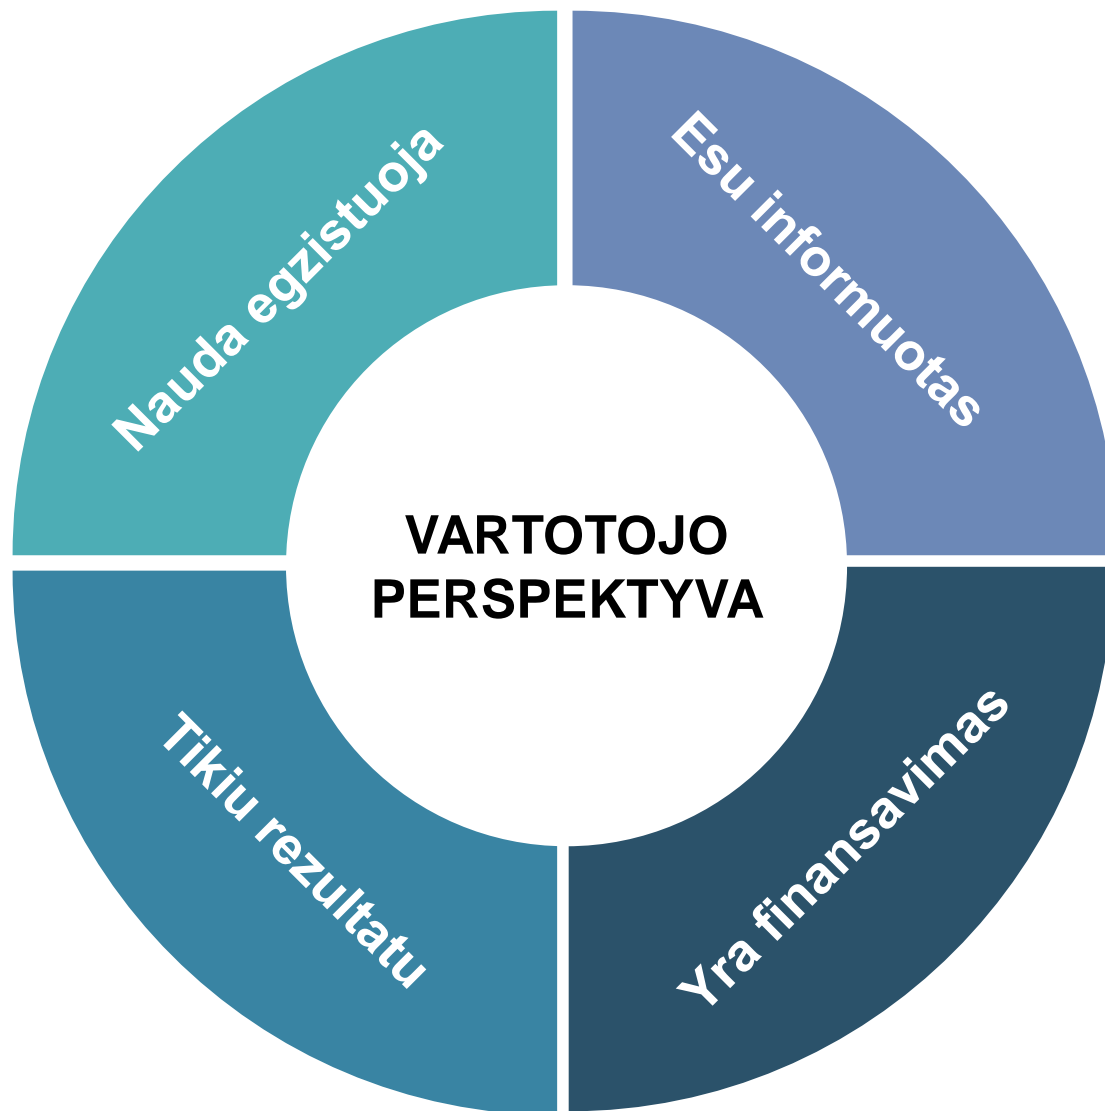 Nauda egzistuoja
Esu informuotas
VARTOTOJO
PERSPEKTYVA
Tikiu rezultatu
Yra finansavimas